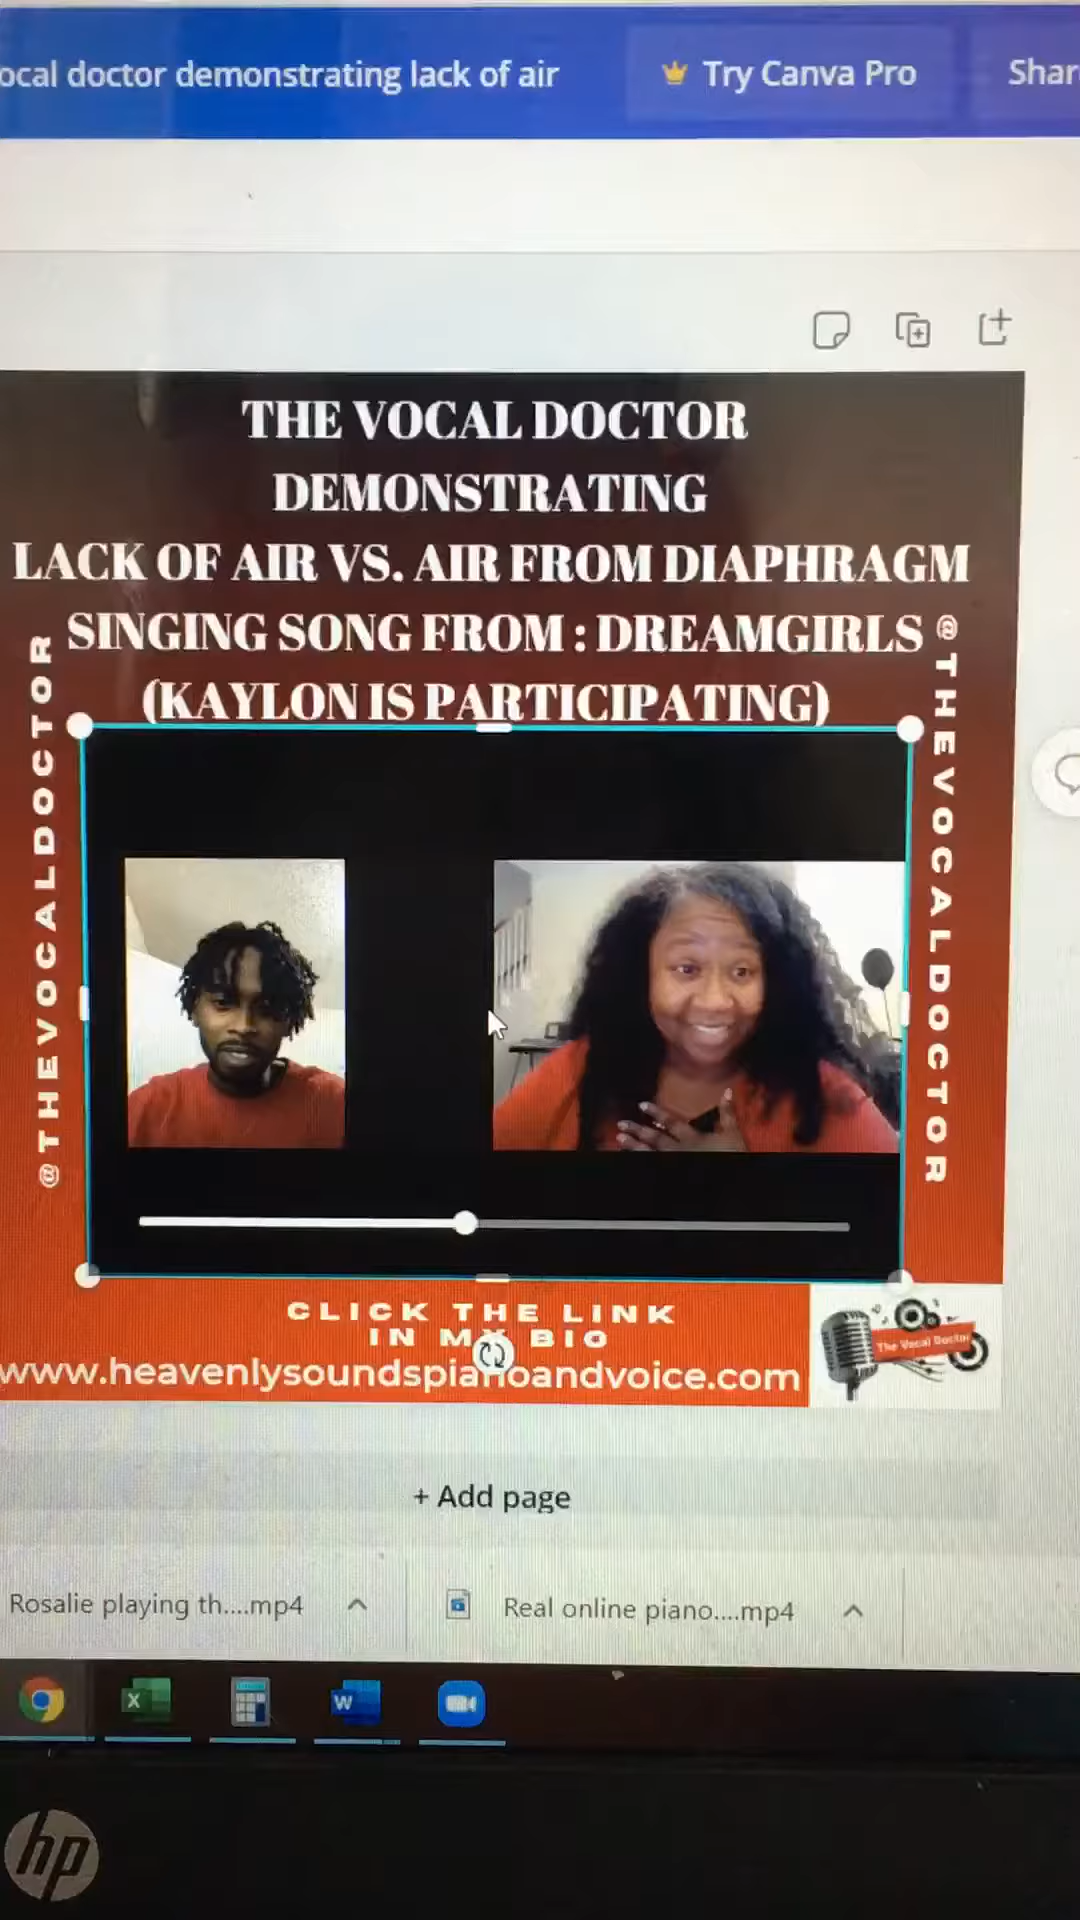 ocal doctor demonstrating lack of air
Try Canva Pro
Shar
THE VOCAL DOCTOR
DEMONSTRATING
LACK OF AIR VS. AIR FROM DIAPHRAGM
SINGING SONG FROM : DREAMGIRLS
(KAYLON IS PARTICIPATING)
@THEVOCALDOCTOR
@THEVOCALDOCTOR
CLICK THE LINK
IN MY BIO
www.heavenlysoundspianoandvoice.com
The Vocal Doctor
+ Add page
Rosalie playing th....mp4
Real online piano....mp4
X
W
hp